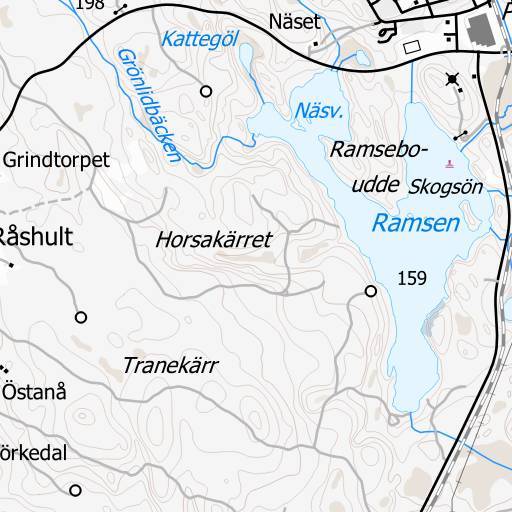 198
Näset
Kattegöl
Grönlidbäcken
Näsv.
Ramsebo-
udde
Skogsön
Grindtorpet
Råshult
Horsakärret
Ramsen
159
Tranekärr
Östanå
örkedal